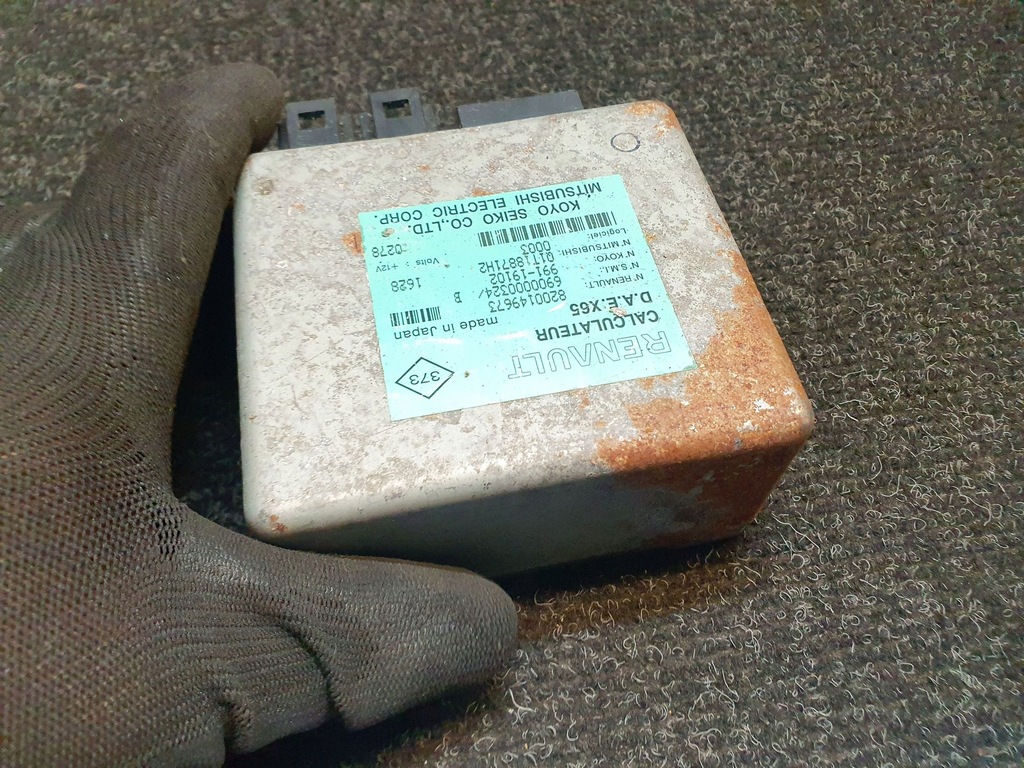 RENAULT
CALCULATEUR
D.A.E:X65
373
made in Japan
N°RENAULT: 8200149673
N°S.M.I.: 6900000324/ B
N°KOYO: 991-19102
N°MITSUBISHI: Q1T18871H2
Logiciel: 0003
1628
Volts : +12V
0278
KOYO SEIKO CO.,LTD.
MITSUBISHI ELECTRIC CORP.